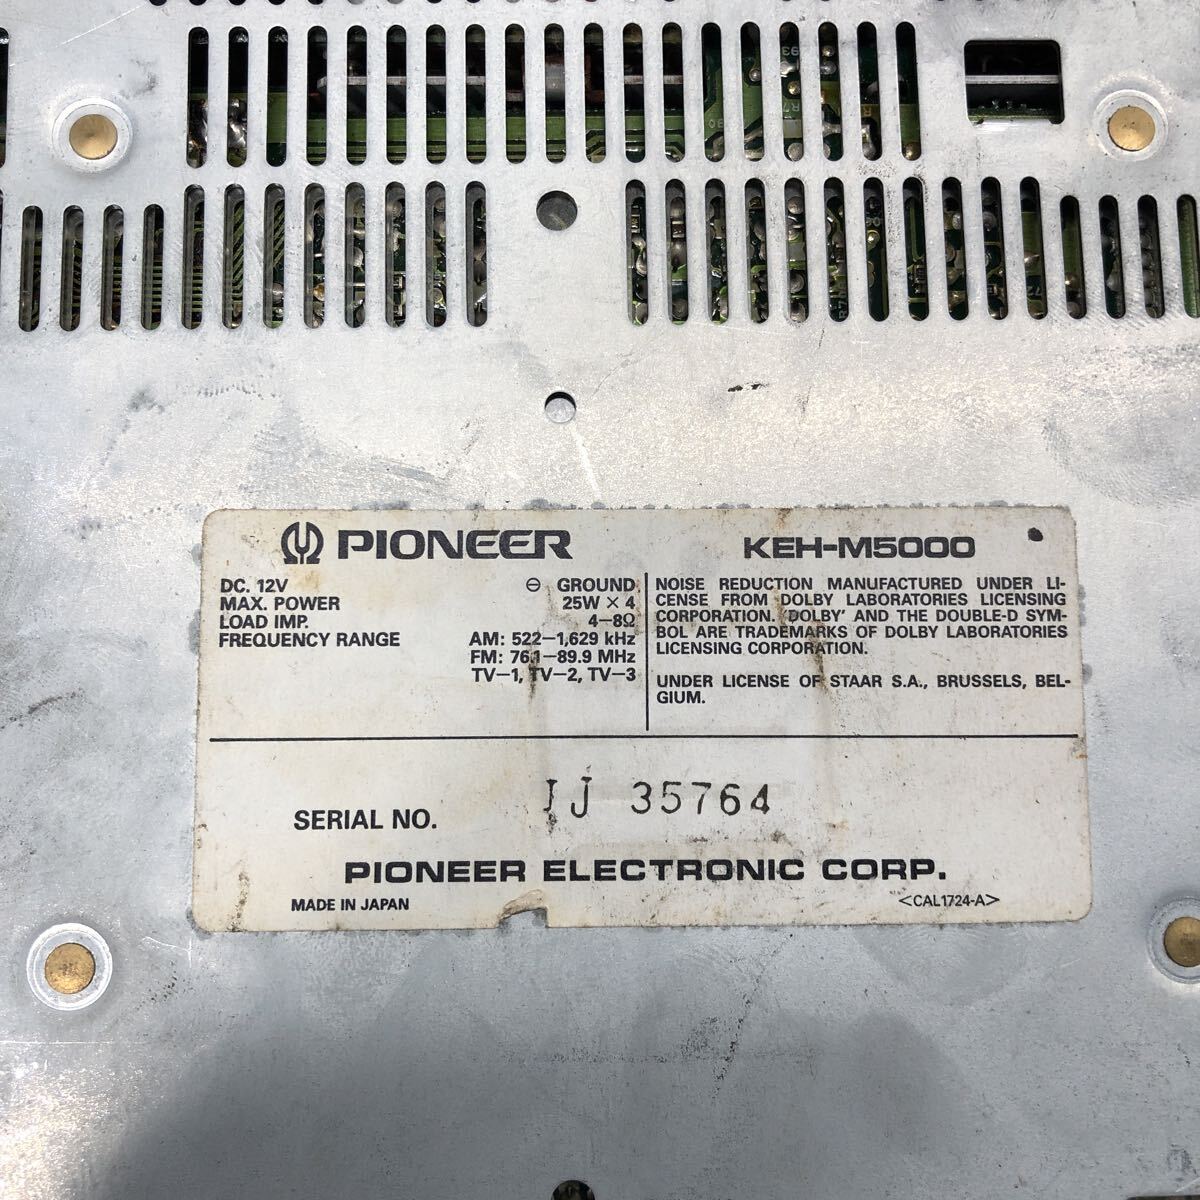 PIONEER
KEH-M5000
DC. 12V ⊖ GROUND
MAX. POWER 25W × 4
LOAD IMP. 4–8Ω
FREQUENCY RANGE AM: 522–1,629 kHz
FM: 76.1–89.9 MHz
TV–1, TV–2, TV–3
NOISE REDUCTION MANUFACTURED UNDER LI-
CENSE FROM DOLBY LABORATORIES LICENSING
CORPORATION. 'DOLBY' AND THE DOUBLE-D SYM-
BOL ARE TRADEMARKS OF DOLBY LABORATORIES
LICENSING CORPORATION.
UNDER LICENSE OF STAAR S.A., BRUSSELS, BEL-
GIUM.
SERIAL NO. IJ 35764
PIONEER ELECTRONIC CORP.
MADE IN JAPAN
<CAL1724-A>